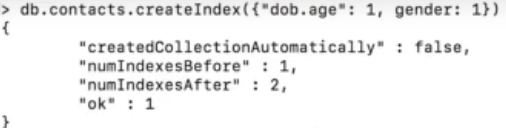 > db.contacts.createIndex({"dob.age": 1, gender: 1})
{
"createdCollectionAutomatically" : false,
"numIndexesBefore" : 1,
"numIndexesAfter" : 2,
"ok" : 1
}